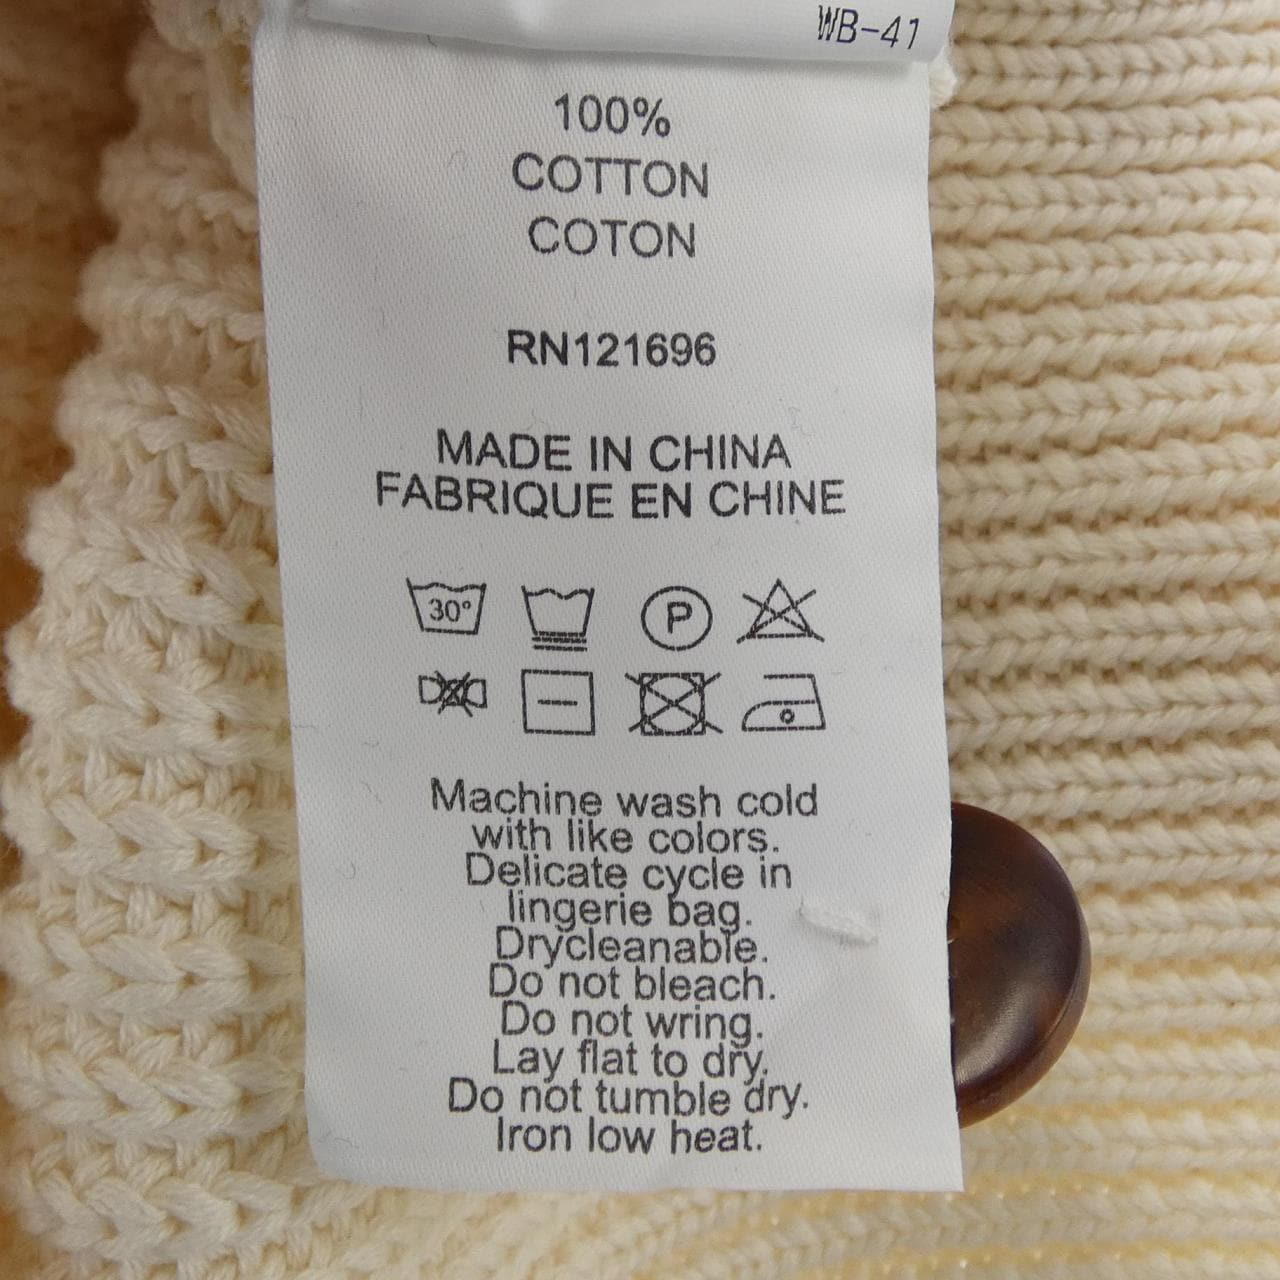 WB-41
100%
COTTON
COTON
RN121696
MADE IN CHINA
FABRIQUE EN CHINE
30° P
Machine wash cold
with like colors.
Delicate cycle in
lingerie bag.
Drycleanable.
Do not bleach.
Do not wring.
Lay flat to dry.
Do not tumble dry.
Iron low heat.